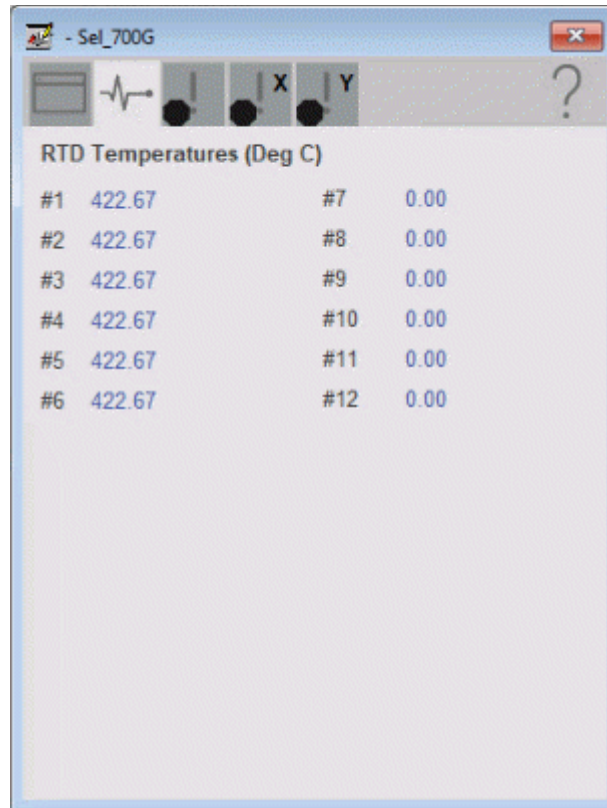 - Sel_700G
X Y ?
RTD Temperatures (Deg C)
#1 422.67 #7 0.00
#2 422.67 #8 0.00
#3 422.67 #9 0.00
#4 422.67 #10 0.00
#5 422.67 #11 0.00
#6 422.67 #12 0.00